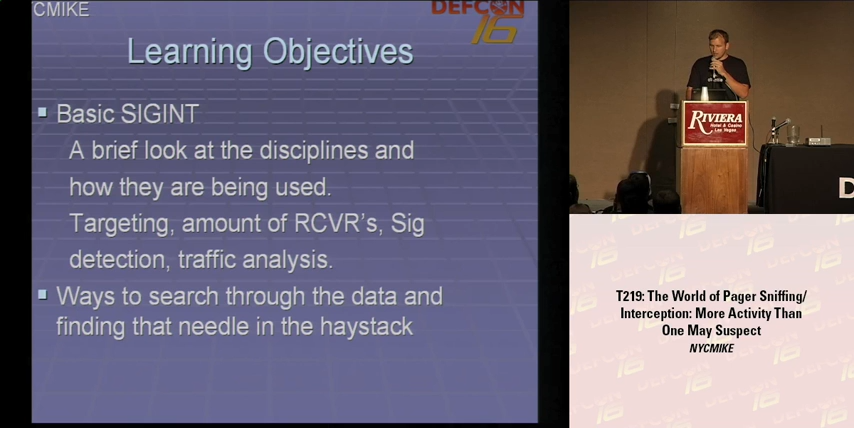 CMIKE
DEFCON
16
Learning Objectives
Basic SIGINT
A brief look at the disciplines and
how they are being used.
Targeting, amount of RCVR's, Sig
detection, traffic analysis.
Ways to search through the data and
finding that needle in the haystack
RIVIERA
Hotel & Casino
Las Vegas
D
T219: The World of Pager Sniffing/
Interception: More Activity Than
One May Suspect
NYCMIKE